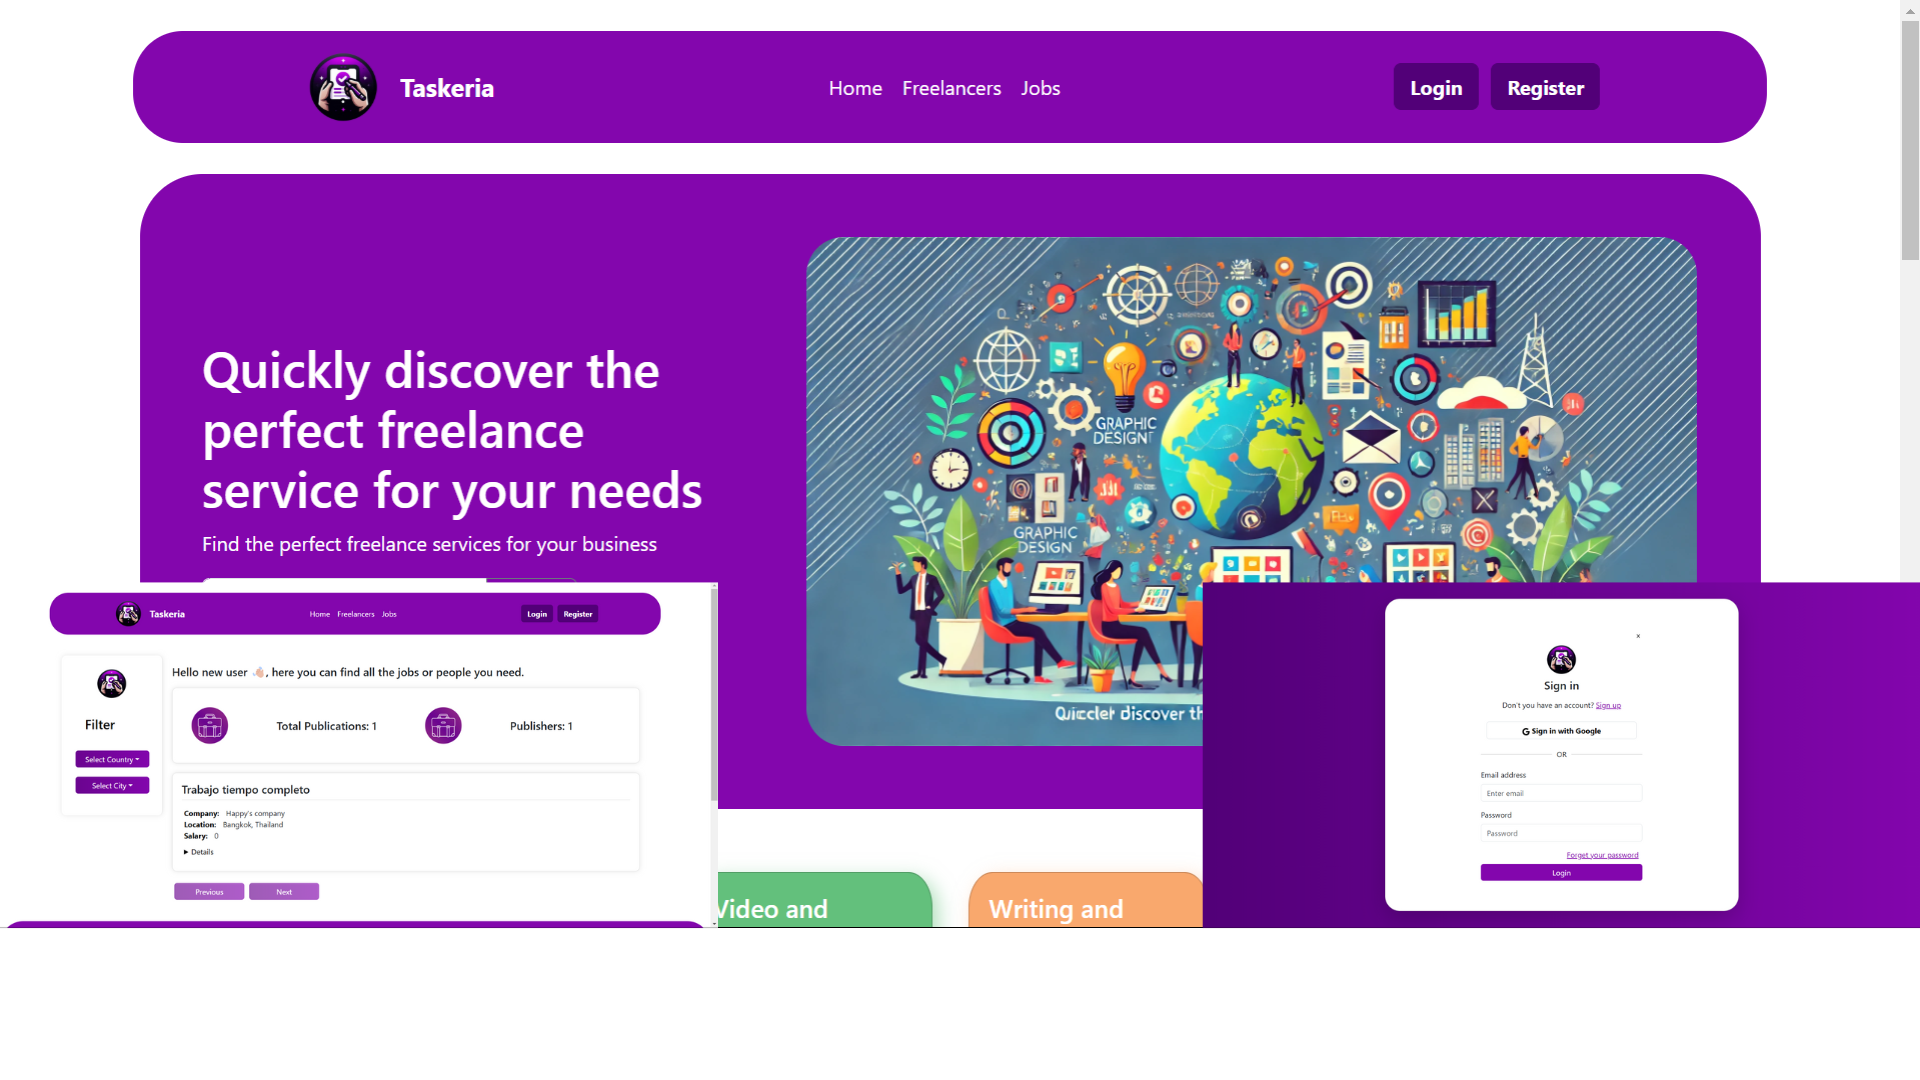 Taskeria
Home Freelancers Jobs
Login Register
Quickly discover the
perfect freelance
service for your needs
Find the perfect freelance services for your business
GRAPHIC
DESIGNT
GRAPHIC
DESIGN
Taskeria
Home Freelancers Jobs
Login Register
Filter
Select Country
Select City
Hello new user 👋🏻, here you can find all the jobs or people you need.
Total Publications: 1
Publishers: 1
Trabajo tiempo completo
Company: Happy's company
Location: Bangkok, Thailand
Salary: 0
Details
Previous Next
Video and
Writing and
×
Sign in
Don't you have an account? Sign up
G Sign in with Google
OR
Email address
Enter email
Password
Password
Forget your password
Login